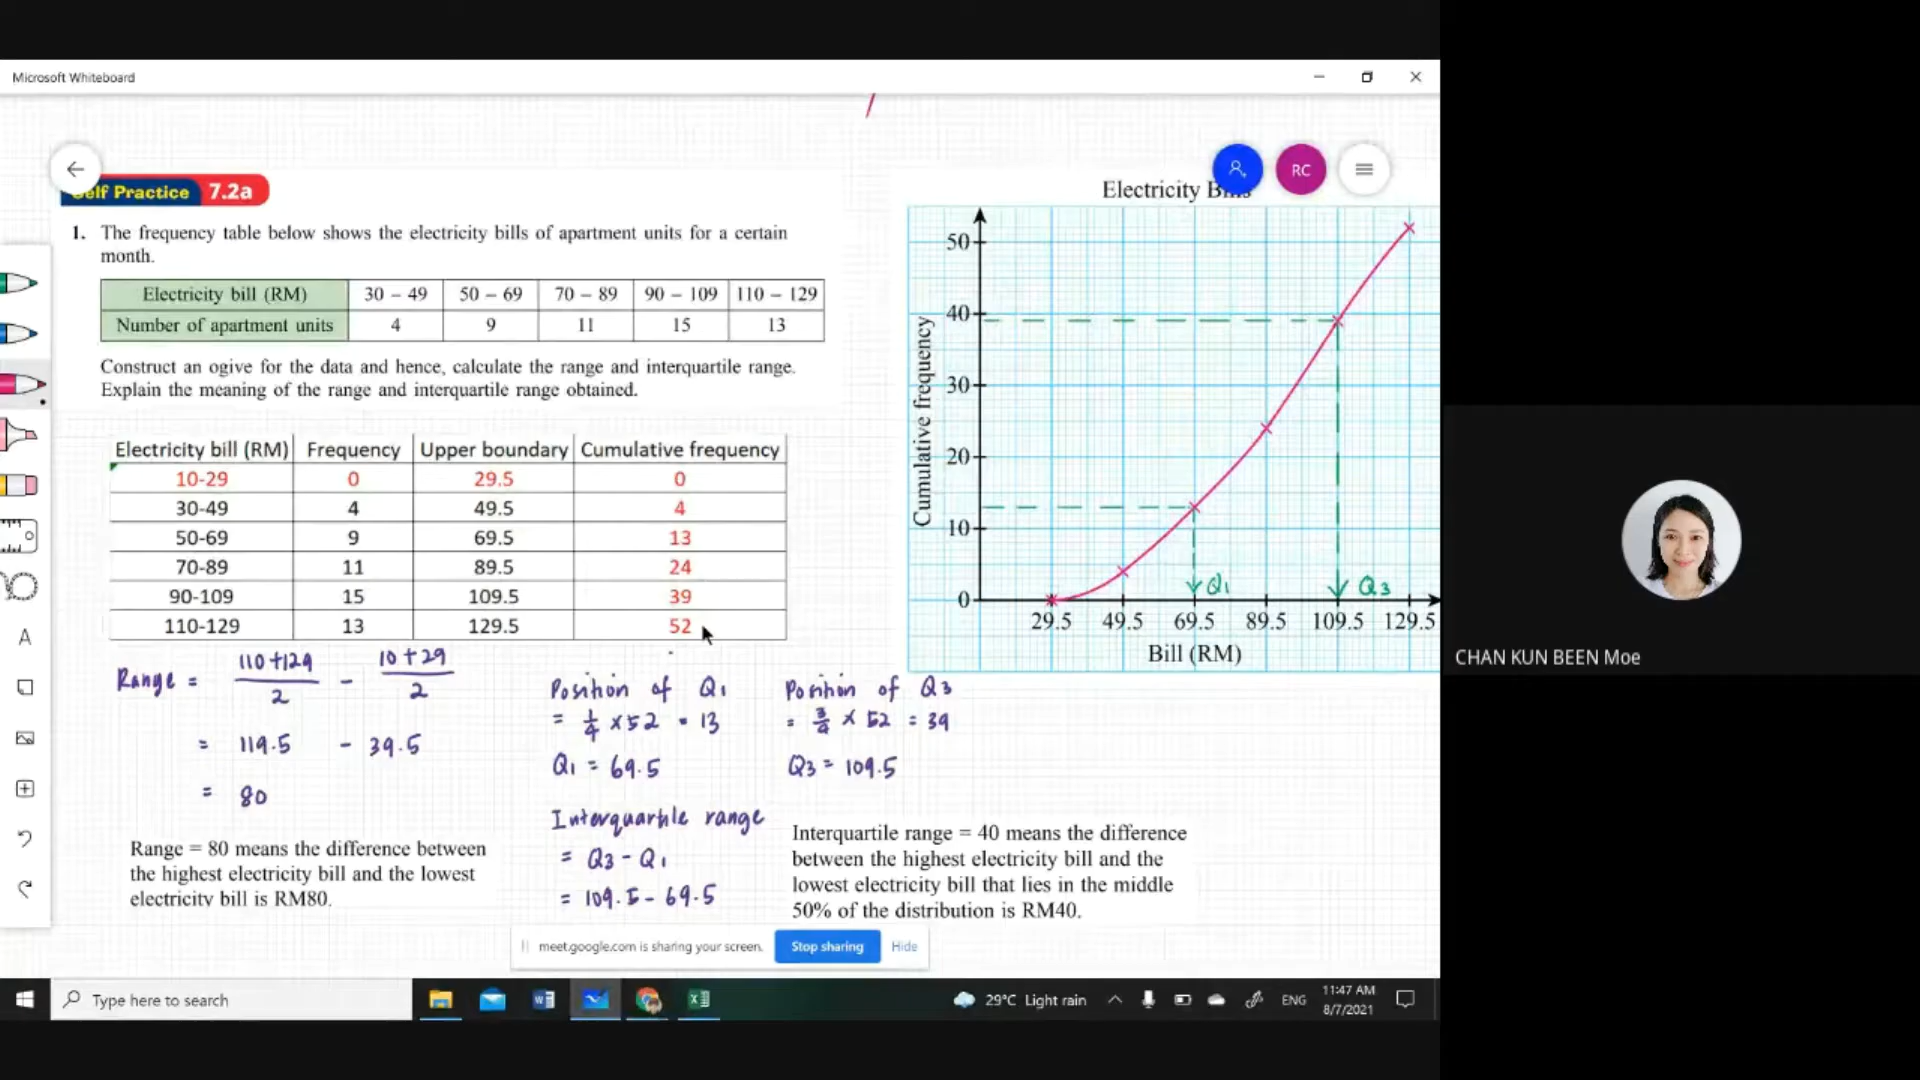 Microsoft Whiteboard
Self Practice 7.2a
1. The frequency table below shows the electricity bills of apartment units for a certain
month.
Electricity bill (RM) 30 – 49 50 – 69 70 – 89 90 – 109 110 – 129
Number of apartment units 4 9 11 15 13
Construct an ogive for the data and hence, calculate the range and interquartile range.
Explain the meaning of the range and interquartile range obtained.
Electricity bill (RM) Frequency Upper boundary Cumulative frequency
10-29 0 29.5 0
30-49 4 49.5 4
50-69 9 69.5 13
70-89 11 89.5 24
90-109 15 109.5 39
110-129 13 129.5 52
Range = 110+129 / 2 - 10+29 / 2
= 119.5 - 39.5
= 80
Range = 80 means the difference between
the highest electricity bill and the lowest
electricity bill is RM80.
Position of Q1
= 1/4 × 52 = 13
Q1 = 69.5
Interquartile range
= Q3 - Q1
= 109.5 - 69.5
Position of Q3
= 3/4 × 52 = 39
Q3 = 109.5
Interquartile range = 40 means the difference
between the highest electricity bill and the
lowest electricity bill that lies in the middle
50% of the distribution is RM40.
RC
Electricity Bills
Cumulative frequency
50
40
30
20
10
0
Q1 Q3
29.5 49.5 69.5 89.5 109.5 129.5
Bill (RM)
meet.google.com is sharing your screen. Stop sharing Hide
Type here to search
29°C Light rain ENG
11:47 AM
8/7/2021
CHAN KUN BEEN Moe